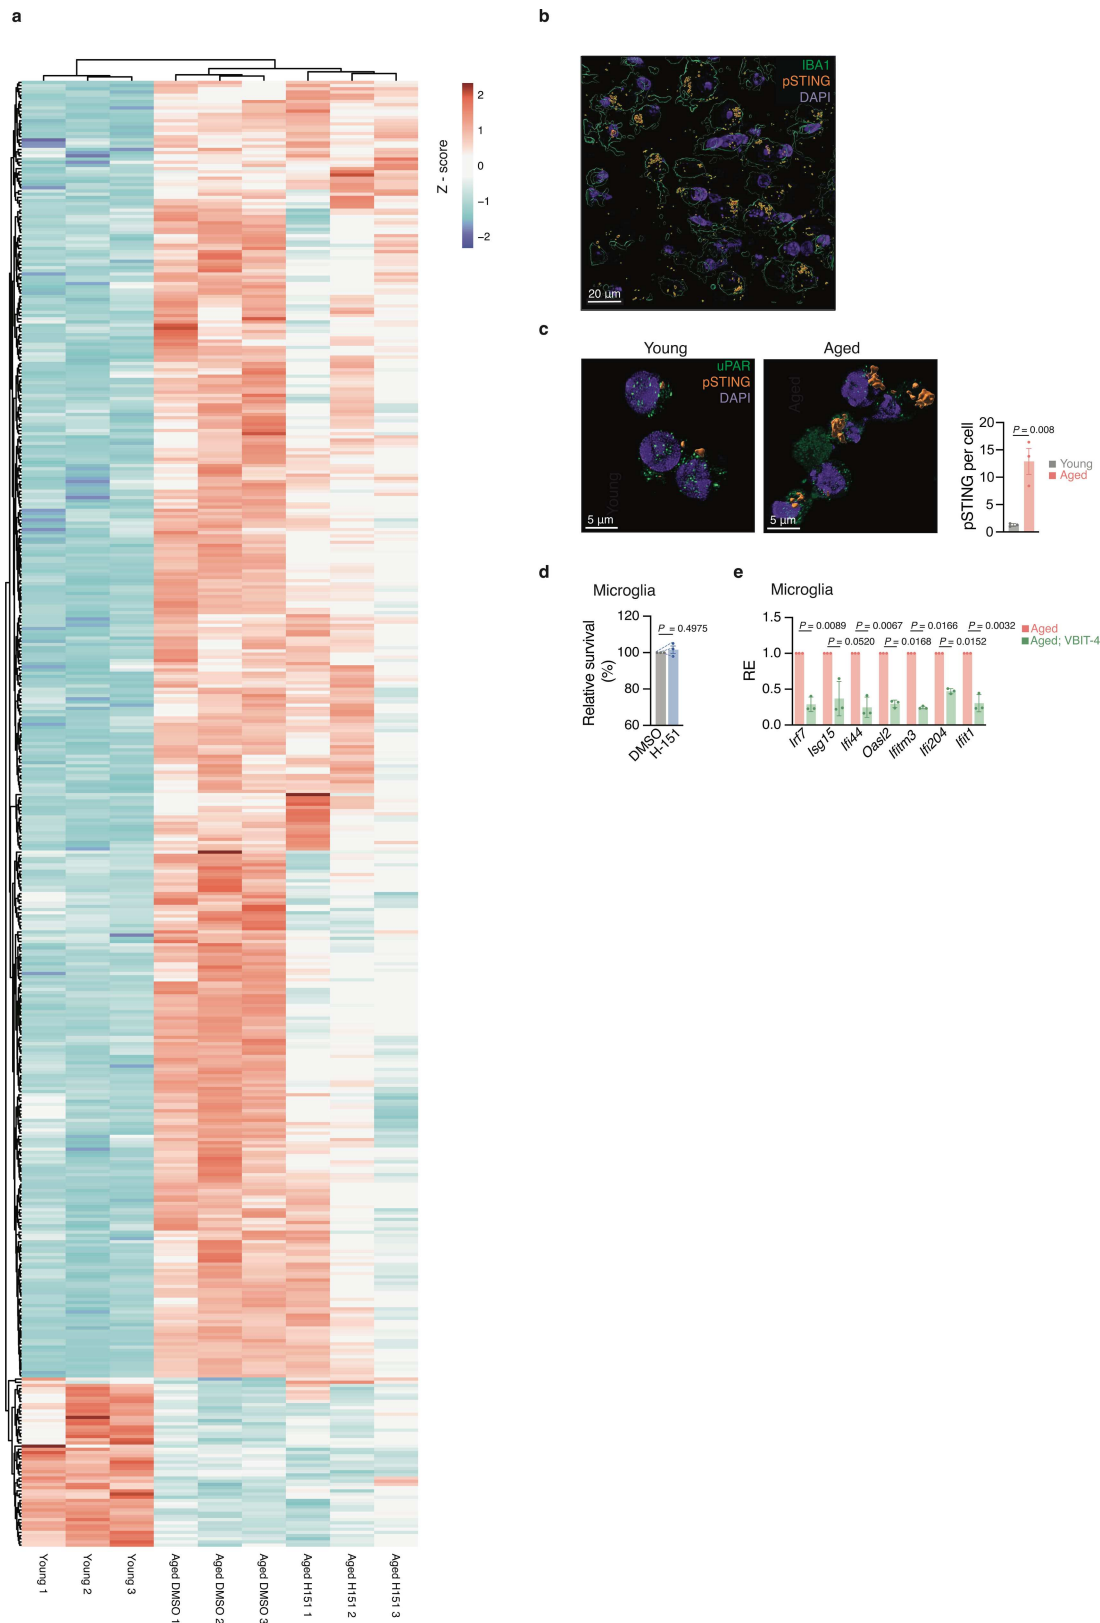 a
2
1
0
−1
−2
Z - score
Young 1
Young 2
Young 3
Aged DMSO 1
Aged DMSO 2
Aged DMSO 3
Aged H151 1
Aged H151 2
Aged H151 3
b
IBA1
pSTING
DAPI
20 μm
c
Young
Aged
uPAR
pSTING
DAPI
Young
5 μm
Aged
5 μm
pSTING per cell
20
15
10
5
0
P = 0.008
Young
Aged
d
Microglia
Relative survival
(%)
120
100
80
60
P = 0.4975
DMSO
H-151
e
Microglia
RE
1.5
1.0
0.5
0.0
P = 0.0089
P = 0.0067
P = 0.0166
P = 0.0032
P = 0.0520
P = 0.0168
P = 0.0152
Aged
Aged; VBIT-4
Irf7
Isg15
Ifi44
Oasl2
Ifitm3
Ifi204
Ifit1